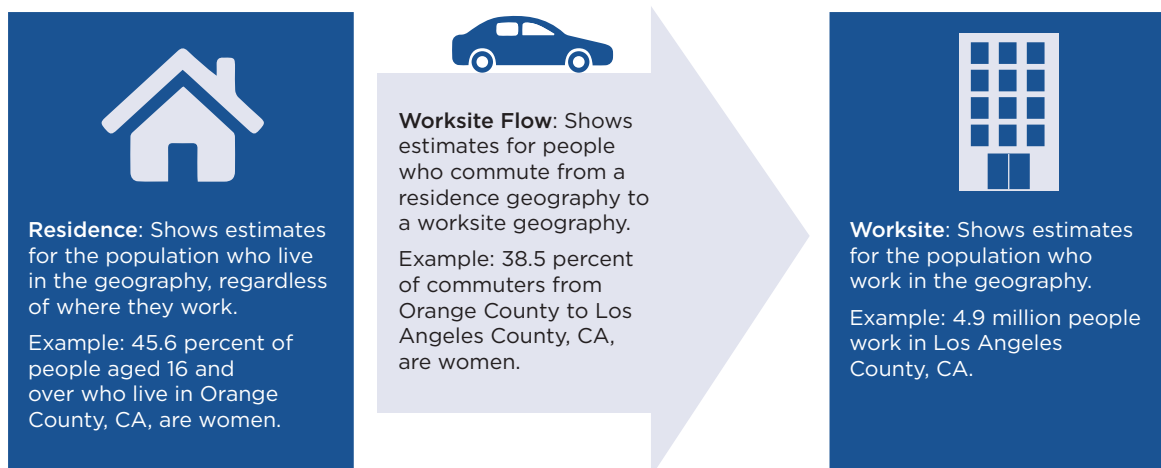 Residence: Shows estimates
for the population who live
in the geography, regardless
of where they work.
Example: 45.6 percent of
people aged 16 and
over who live in Orange
County, CA, are women.
Worksite Flow: Shows
estimates for people
who commute from a
residence geography to
a worksite geography.
Example: 38.5 percent
of commuters from
Orange County to Los
Angeles County, CA,
are women.
Worksite: Shows estimates
for the population who
work in the geography.
Example: 4.9 million people
work in Los Angeles
County, CA.